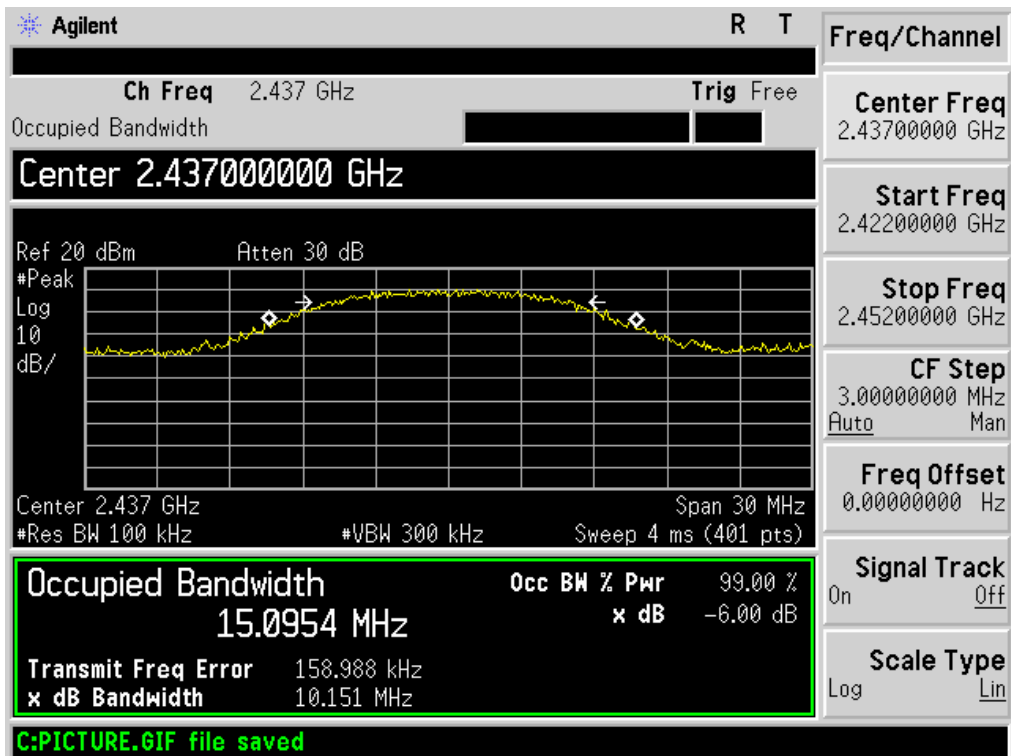 Agilent R T
Ch Freq 2.437 GHz Trig Free
Occupied Bandwidth
Center 2.437000000 GHz
Ref 20 dBm Atten 30 dB
#Peak
Log
10
dB/
Center 2.437 GHz Span 30 MHz
#Res BW 100 kHz #VBW 300 kHz Sweep 4 ms (401 pts)
Occupied Bandwidth Occ BW % Pwr 99.00 %
15.0954 MHz x dB -6.00 dB
Transmit Freq Error 158.988 kHz
x dB Bandwidth 10.151 MHz
C:PICTURE.GIF file saved
Freq/Channel
Center Freq
2.43700000 GHz
Start Freq
2.42200000 GHz
Stop Freq
2.45200000 GHz
CF Step
3.00000000 MHz
Auto Man
Freq Offset
0.00000000 Hz
Signal Track
On Off
Scale Type
Log Lin